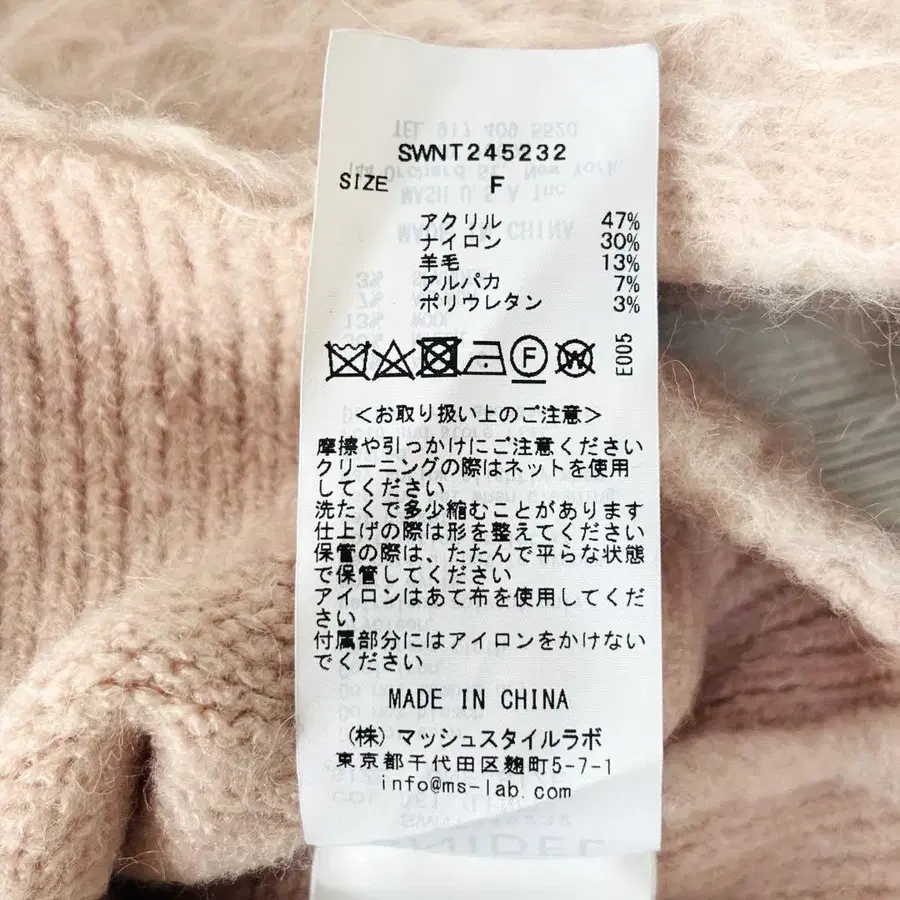 SWNT245232
SIZE F
アクリル 47%
ナイロン 30%
羊毛 13%
アルパカ 7%
ポリウレタン 3%
F W E005
<お取り扱い上のご注意>
摩擦や引っかけにご注意ください
クリーニングの際はネットを使用
してください
洗たくで多少縮むことがあります
仕上げの際は形を整えてください
保管の際は、たたんで平らな状態
で保管してください
アイロンはあて布を使用してくだ
さい
付属部分にはアイロンをかけない
でください
MADE IN CHINA
(株)マッシュスタイルラボ
東京都千代田区麹町5-7-1
info@ms-lab.com